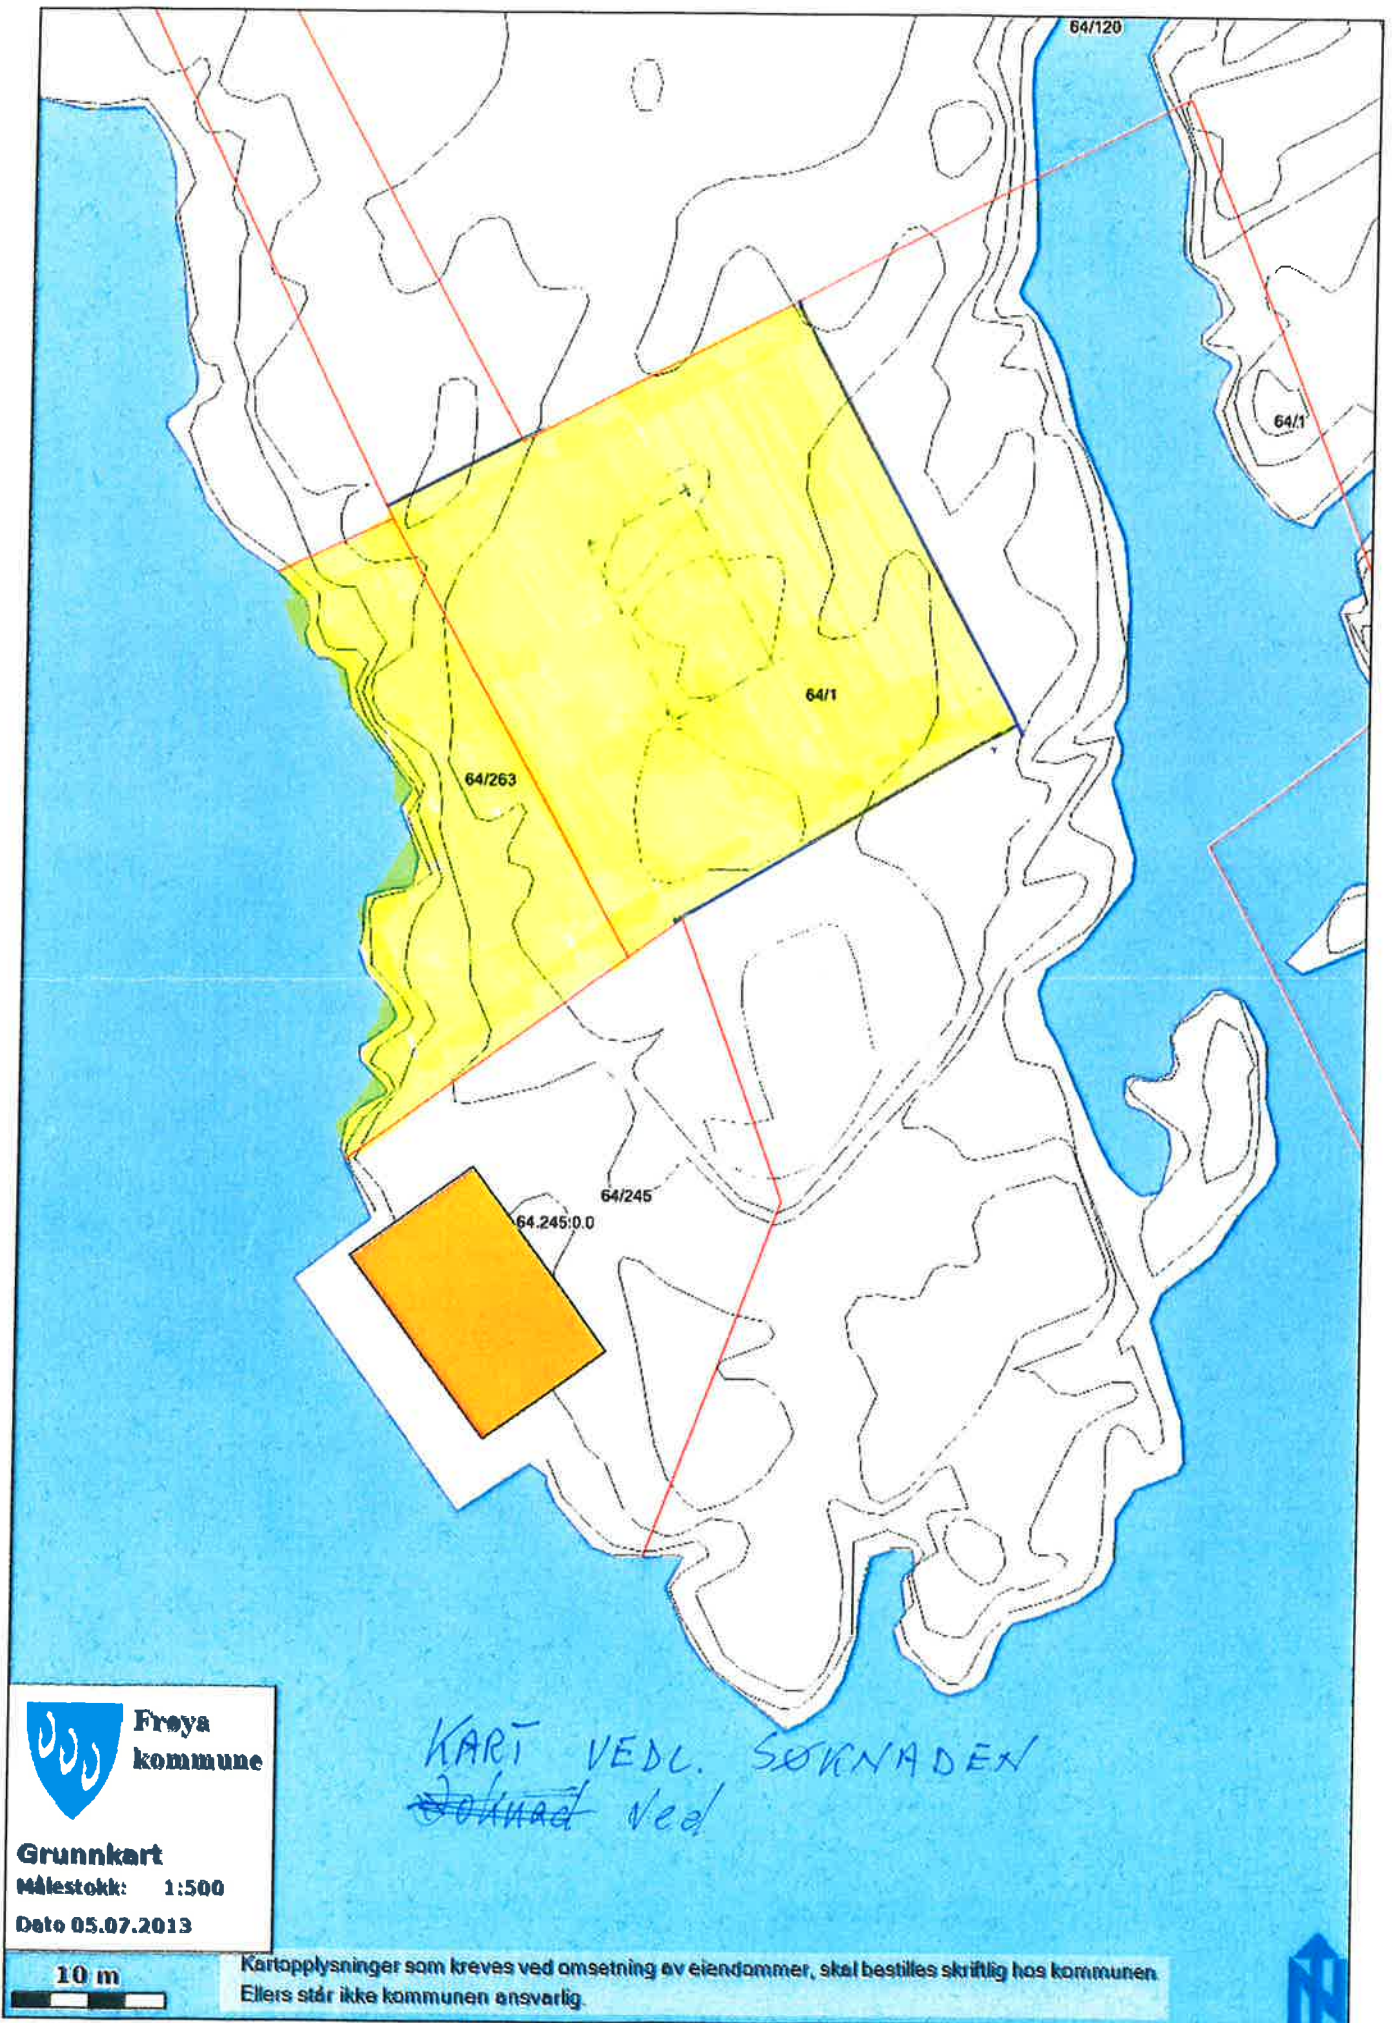 64/120
64/1
64/1
64/263
64/245
64.245:0.0
Frøya
kommune
KART VEDL. SØKNADEN
Søknad Ved
Grunnkart
Målestokk: 1:500
Dato 05.07.2013
10 m
Kartopplysninger som kreves ved omsetning av eiendommer, skal bestilles skriftlig hos kommunen.
Ellers står ikke kommunen ansvarlig.
N